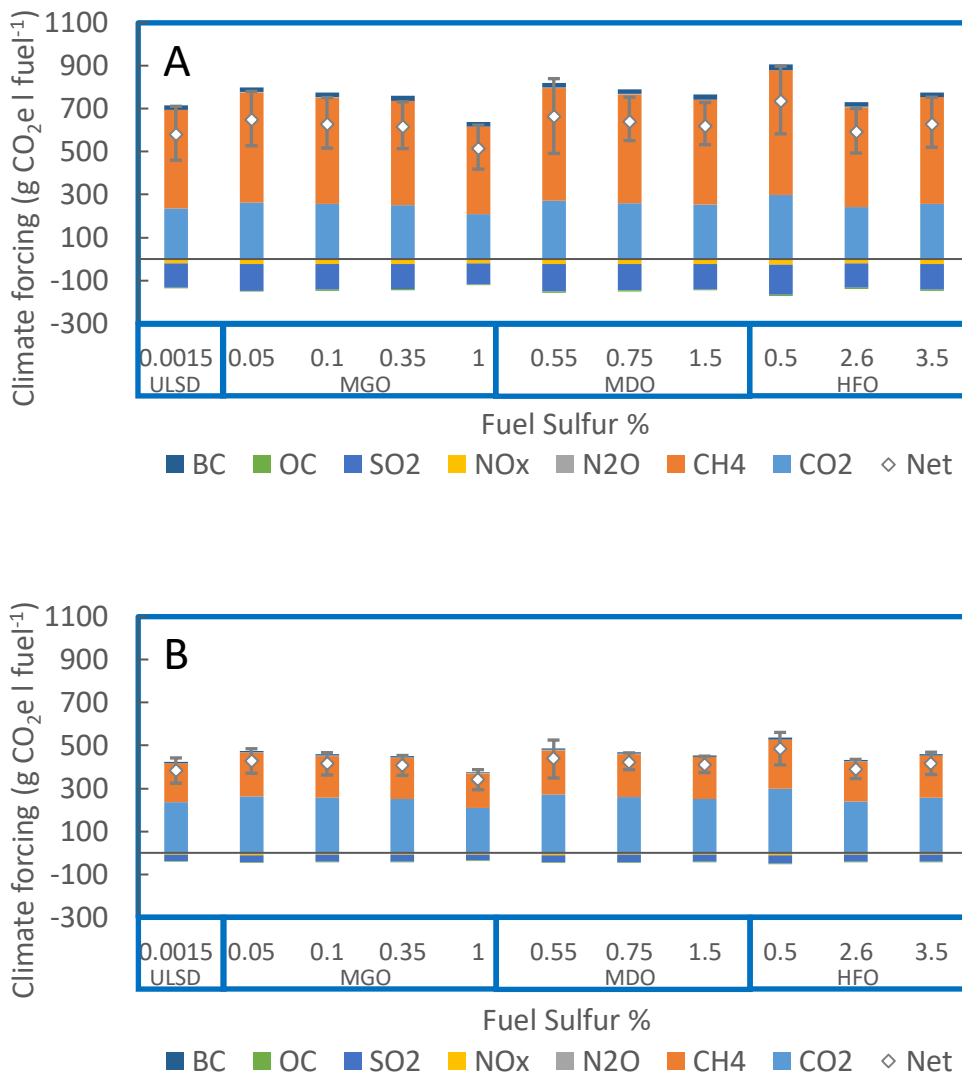 A
Climate forcing (g CO₂e l fuel⁻¹)
1100
900
700
500
300
100
-100
-300
0.0015 0.05 0.1 0.35 1 0.55 0.75 1.5 0.5 2.6 3.5
ULSD MGO MDO HFO
Fuel Sulfur %
BC OC SO2 NOx N2O CH4 CO2 Net
B
Climate forcing (g CO₂e l fuel⁻¹)
1100
900
700
500
300
100
-100
-300
0.0015 0.05 0.1 0.35 1 0.55 0.75 1.5 0.5 2.6 3.5
ULSD MGO MDO HFO
Fuel Sulfur %
BC OC SO2 NOx N2O CH4 CO2 Net